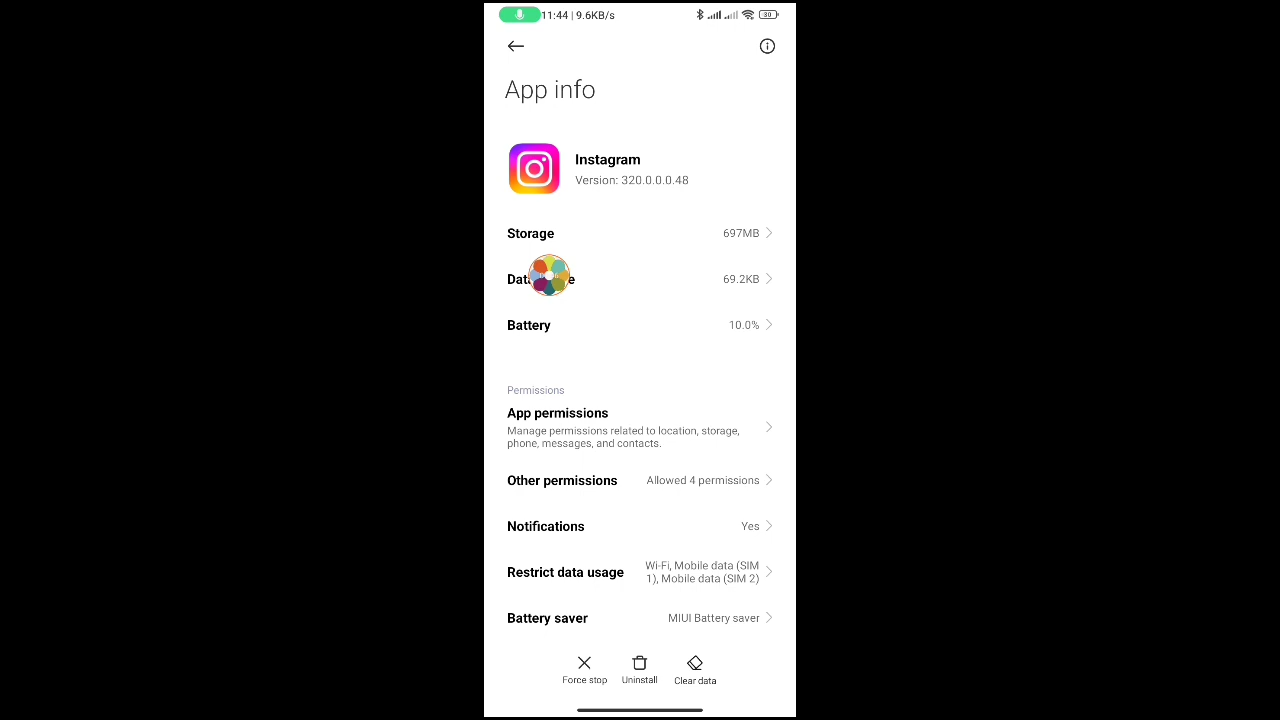 11:44 | 9.6KB/s
30
App info
Instagram
Version: 320.0.0.0.48
Storage 697MB
69.2KB
Battery 10.0%
Permissions
App permissions
Manage permissions related to location, storage,
phone, messages, and contacts.
Other permissions Allowed 4 permissions
Notifications Yes
Restrict data usage Wi-Fi, Mobile data (SIM
1), Mobile data (SIM 2)
Battery saver MIUI Battery saver
Force stop Uninstall Clear data